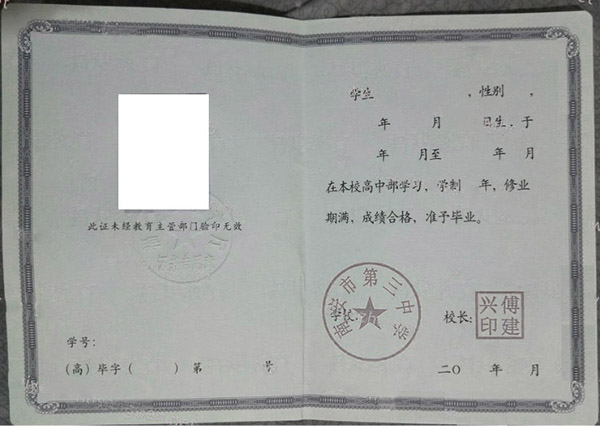 此证未经教育主管部门验印无效
学号：
（高）毕字（ ）第 号
学生 ，性别 ，
年 月 日生，于
年 月至 年 月
在本校高中部学习、学制 年，修业
期满，成绩合格，准予毕业。
市第三中学
学校：
校长：
傅建兴印
二〇 年 月